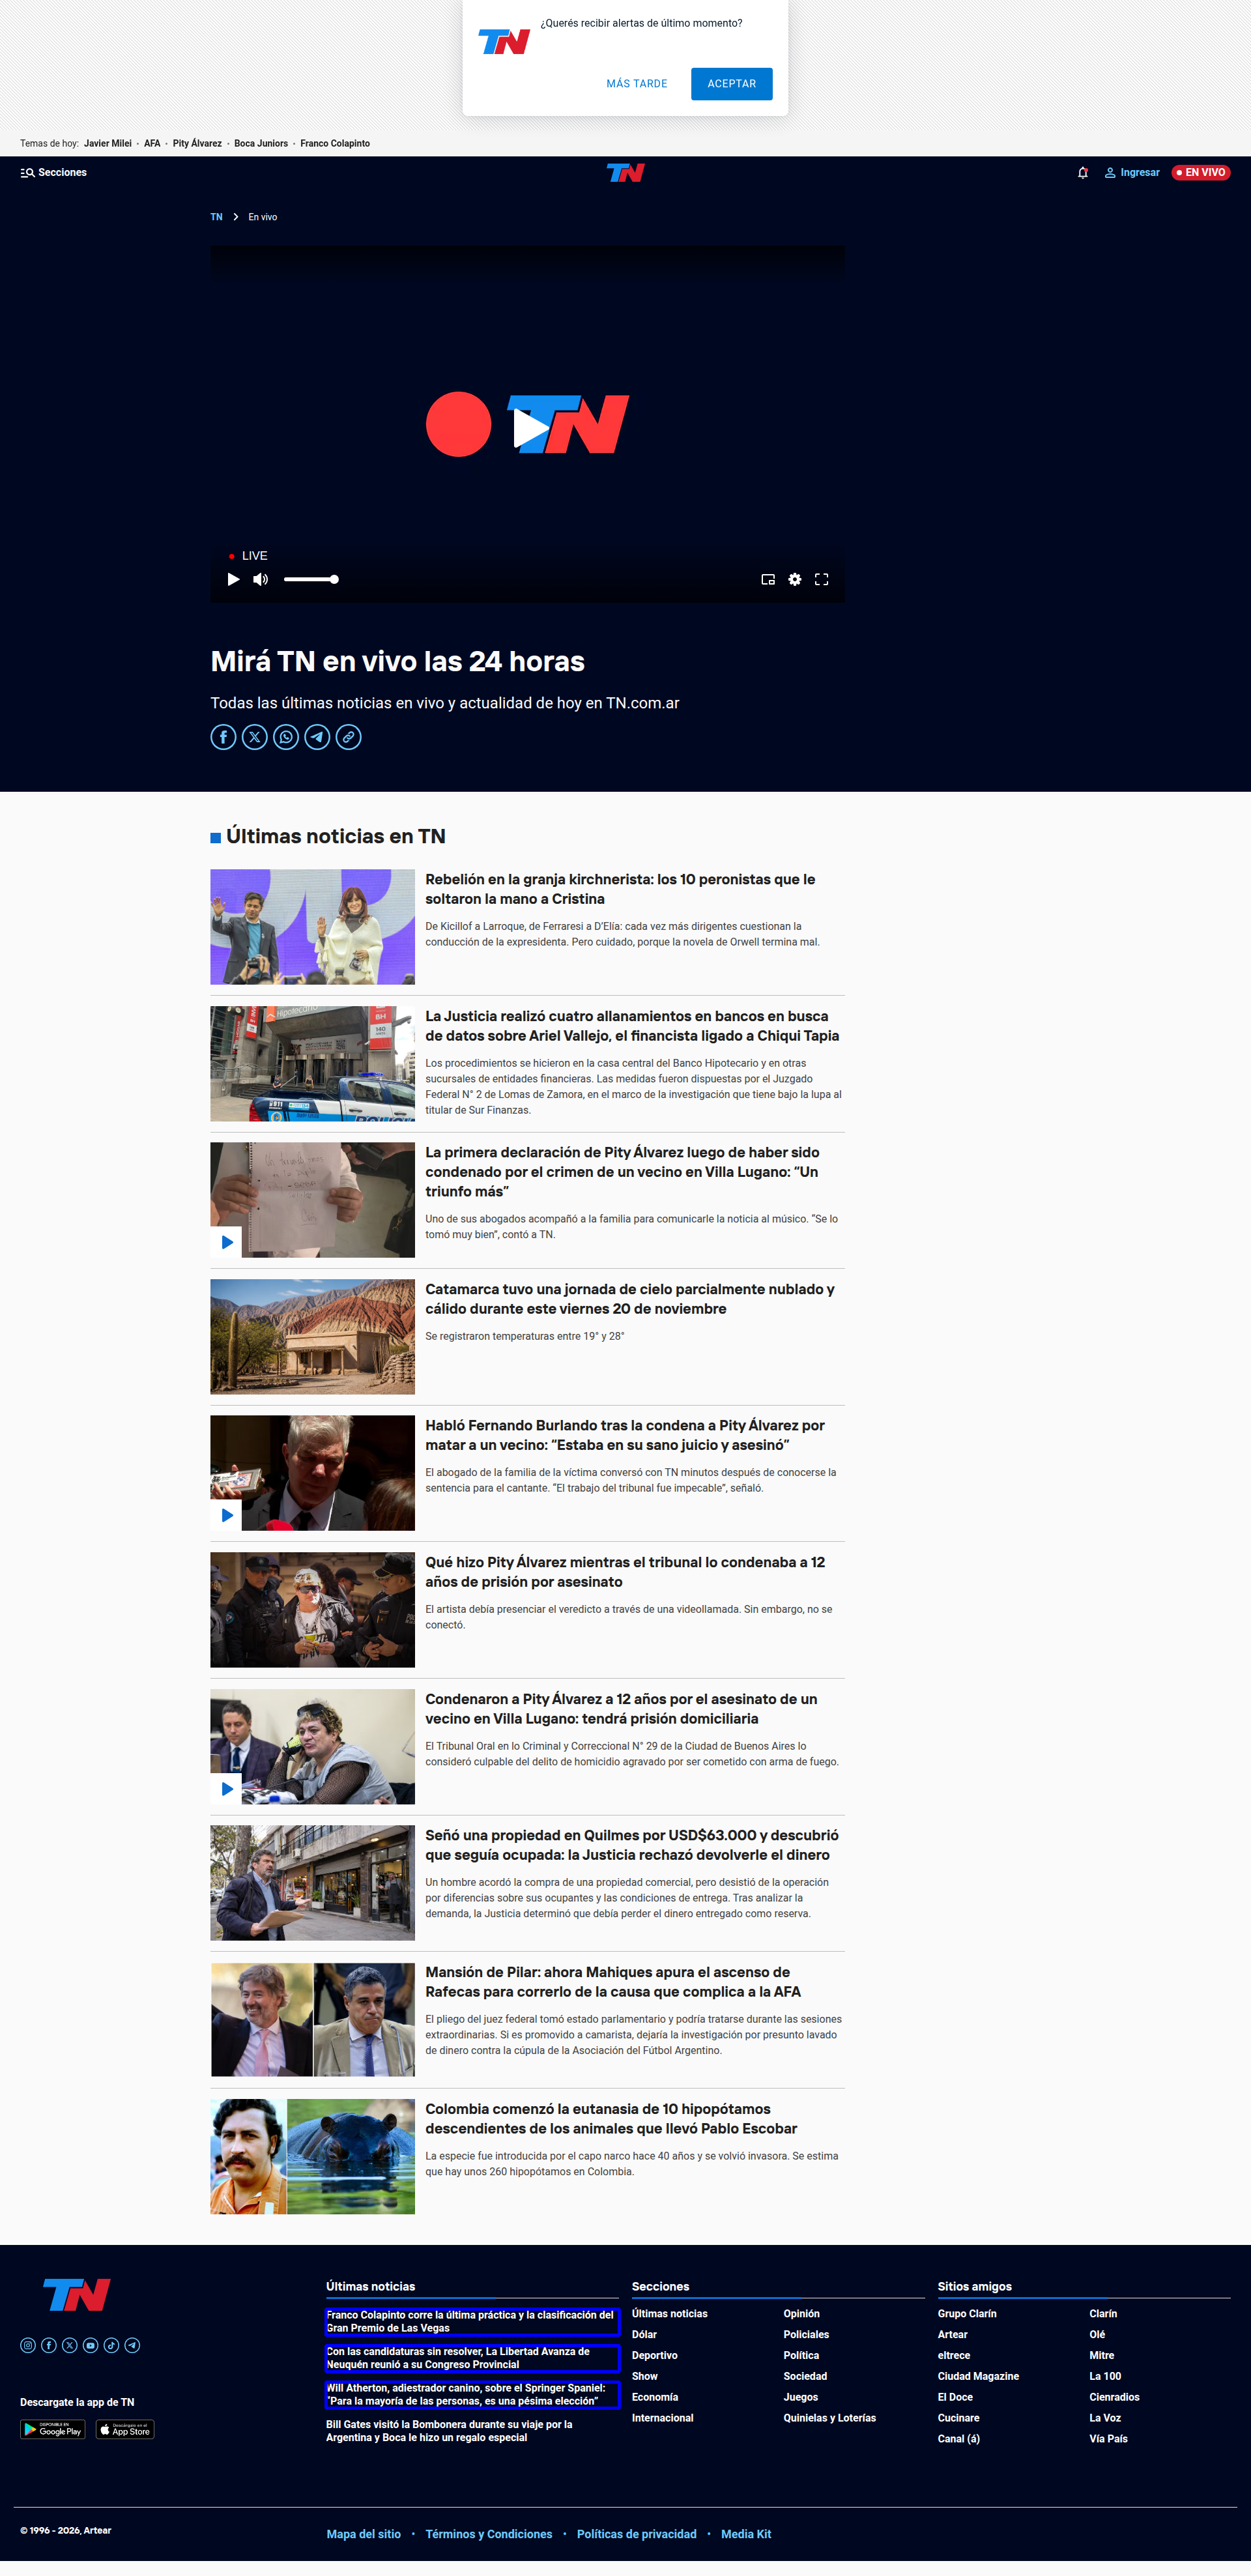 ¿Querés recibir alertas de último momento?
TN
MÁS TARDE
ACEPTAR
Temas de hoy: Javier Milei • AFA • Pity Álvarez • Boca Juniors • Franco Colapinto
Secciones
TN
Ingresar
EN VIVO
TN > En vivo
TN
LIVE
Mirá TN en vivo las 24 horas
Todas las últimas noticias en vivo y actualidad de hoy en TN.com.ar
Últimas noticias en TN
Rebelión en la granja kirchnerista: los 10 peronistas que le
soltaron la mano a Cristina
De Kicillof a Larroque, de Ferraresi a D'Elía: cada vez más dirigentes cuestionan la
conducción de la expresidenta. Pero cuidado, porque la novela de Orwell termina mal.
Hipotecario
BH
La Justicia realizó cuatro allanamientos en bancos en busca
de datos sobre Ariel Vallejo, el financista ligado a Chiqui Tapia
Los procedimientos se hicieron en la casa central del Banco Hipotecario y en otras
sucursales de entidades financieras. Las medidas fueron dispuestas por el Juzgado
Federal N° 2 de Lomas de Zamora, en el marco de la investigación que tiene bajo la lupa al
titular de Sur Finanzas.
La primera declaración de Pity Álvarez luego de haber sido
condenado por el crimen de un vecino en Villa Lugano: “Un
triunfo más”
Uno de sus abogados acompañó a la familia para comunicarle la noticia al músico. “Se lo
tomó muy bien”, contó a TN.
Catamarca tuvo una jornada de cielo parcialmente nublado y
cálido durante este viernes 20 de noviembre
Se registraron temperaturas entre 19° y 28°
Habló Fernando Burlando tras la condena a Pity Álvarez por
matar a un vecino: “Estaba en su sano juicio y asesinó”
El abogado de la familia de la víctima conversó con TN minutos después de conocerse la
sentencia para el cantante. “El trabajo del tribunal fue impecable”, señaló.
Qué hizo Pity Álvarez mientras el tribunal lo condenaba a 12
años de prisión por asesinato
El artista debía presenciar el veredicto a través de una videollamada. Sin embargo, no se
conectó.
Condenaron a Pity Álvarez a 12 años por el asesinato de un
vecino en Villa Lugano: tendrá prisión domiciliaria
El Tribunal Oral en lo Criminal y Correccional N° 29 de la Ciudad de Buenos Aires lo
consideró culpable del delito de homicidio agravado por ser cometido con arma de fuego.
Señó una propiedad en Quilmes por USD$63.000 y descubrió
que seguía ocupada: la Justicia rechazó devolverle el dinero
Un hombre acordó la compra de una propiedad comercial, pero desistió de la operación
por diferencias sobre sus ocupantes y las condiciones de entrega. Tras analizar la
demanda, la Justicia determinó que debía perder el dinero entregado como reserva.
Mansión de Pilar: ahora Mahiques apura el ascenso de
Rafecas para correrlo de la causa que complica a la AFA
El pliego del juez federal tomó estado parlamentario y podría tratarse durante las sesiones
extraordinarias. Si es promovido a camarista, dejaría la investigación por presunto lavado
de dinero contra la cúpula de la Asociación del Fútbol Argentino.
Colombia comenzó la eutanasia de 10 hipopótamos
descendientes de los animales que llevó Pablo Escobar
La especie fue introducida por el capo narco hace 40 años y se volvió invasora. Se estima
que hay unos 260 hipopótamos en Colombia.
TN
Descargate la app de TN
DISPONIBLE EN
Google Play
Descárgalo en el
App Store
Últimas noticias
Franco Colapinto corre la última práctica y la clasificación del
Gran Premio de Las Vegas
Con las candidaturas sin resolver, La Libertad Avanza de
Neuquén reunió a su Congreso Provincial
Will Atherton, adiestrador canino, sobre el Springer Spaniel:
“Para la mayoría de las personas, es una pésima elección”
Bill Gates visitó la Bombonera durante su viaje por la
Argentina y Boca le hizo un regalo especial
Secciones
Últimas noticias
Dólar
Deportivo
Show
Economía
Internacional
Opinión
Policiales
Política
Sociedad
Juegos
Quinielas y Loterías
Sitios amigos
Grupo Clarín
Artear
eltrece
Ciudad Magazine
El Doce
Cucinare
Canal (á)
Clarín
Olé
Mitre
La 100
Cienradios
La Voz
Vía País
© 1996 - 2026, Artear
Mapa del sitio • Términos y Condiciones • Políticas de privacidad • Media Kit